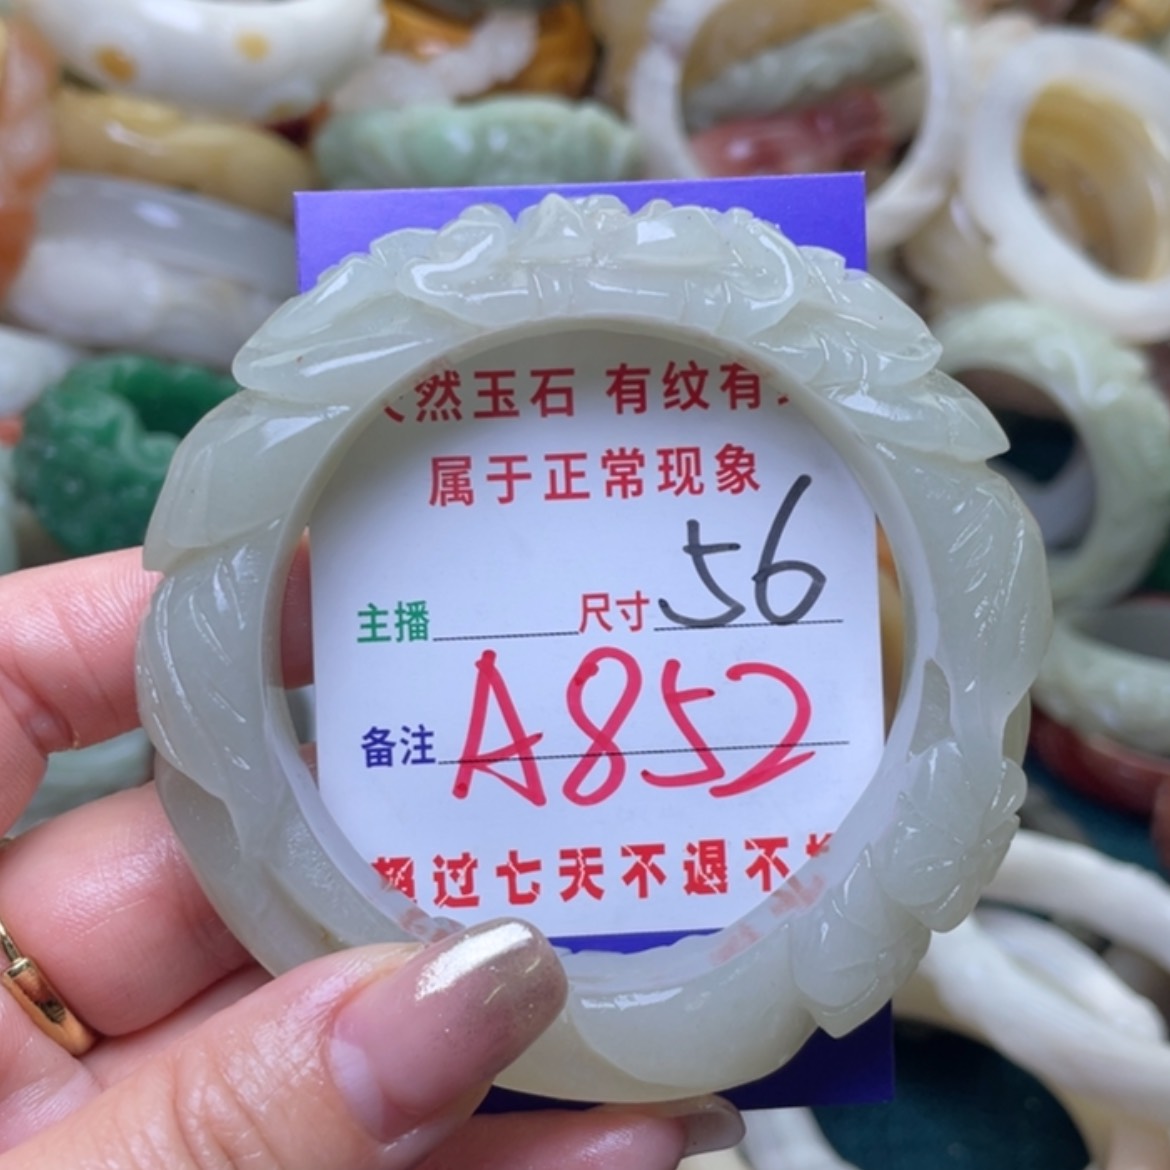 然玉石 有纹有
属于正常现象
主播 尺寸 56
备注 A852
超过七天不退不